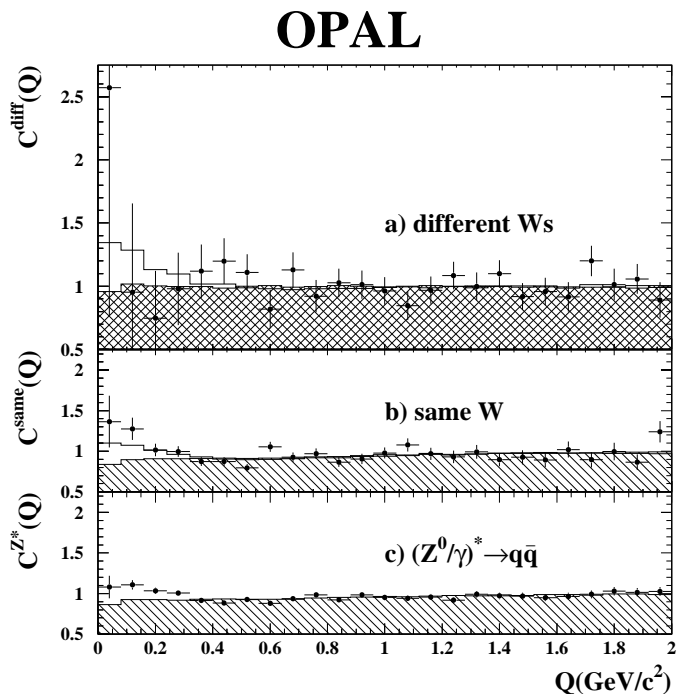 OPAL
C^diff(Q)
2.5
2
1.5
1
0.5
a) different Ws
C^same(Q)
2
1.5
1
0.5
b) same W
C^Z*(Q)
2
1.5
1
0.5
c) (Z^0/γ)^* →qq̄
0 0.2 0.4 0.6 0.8 1 1.2 1.4 1.6 1.8 2
Q(GeV/c^2)